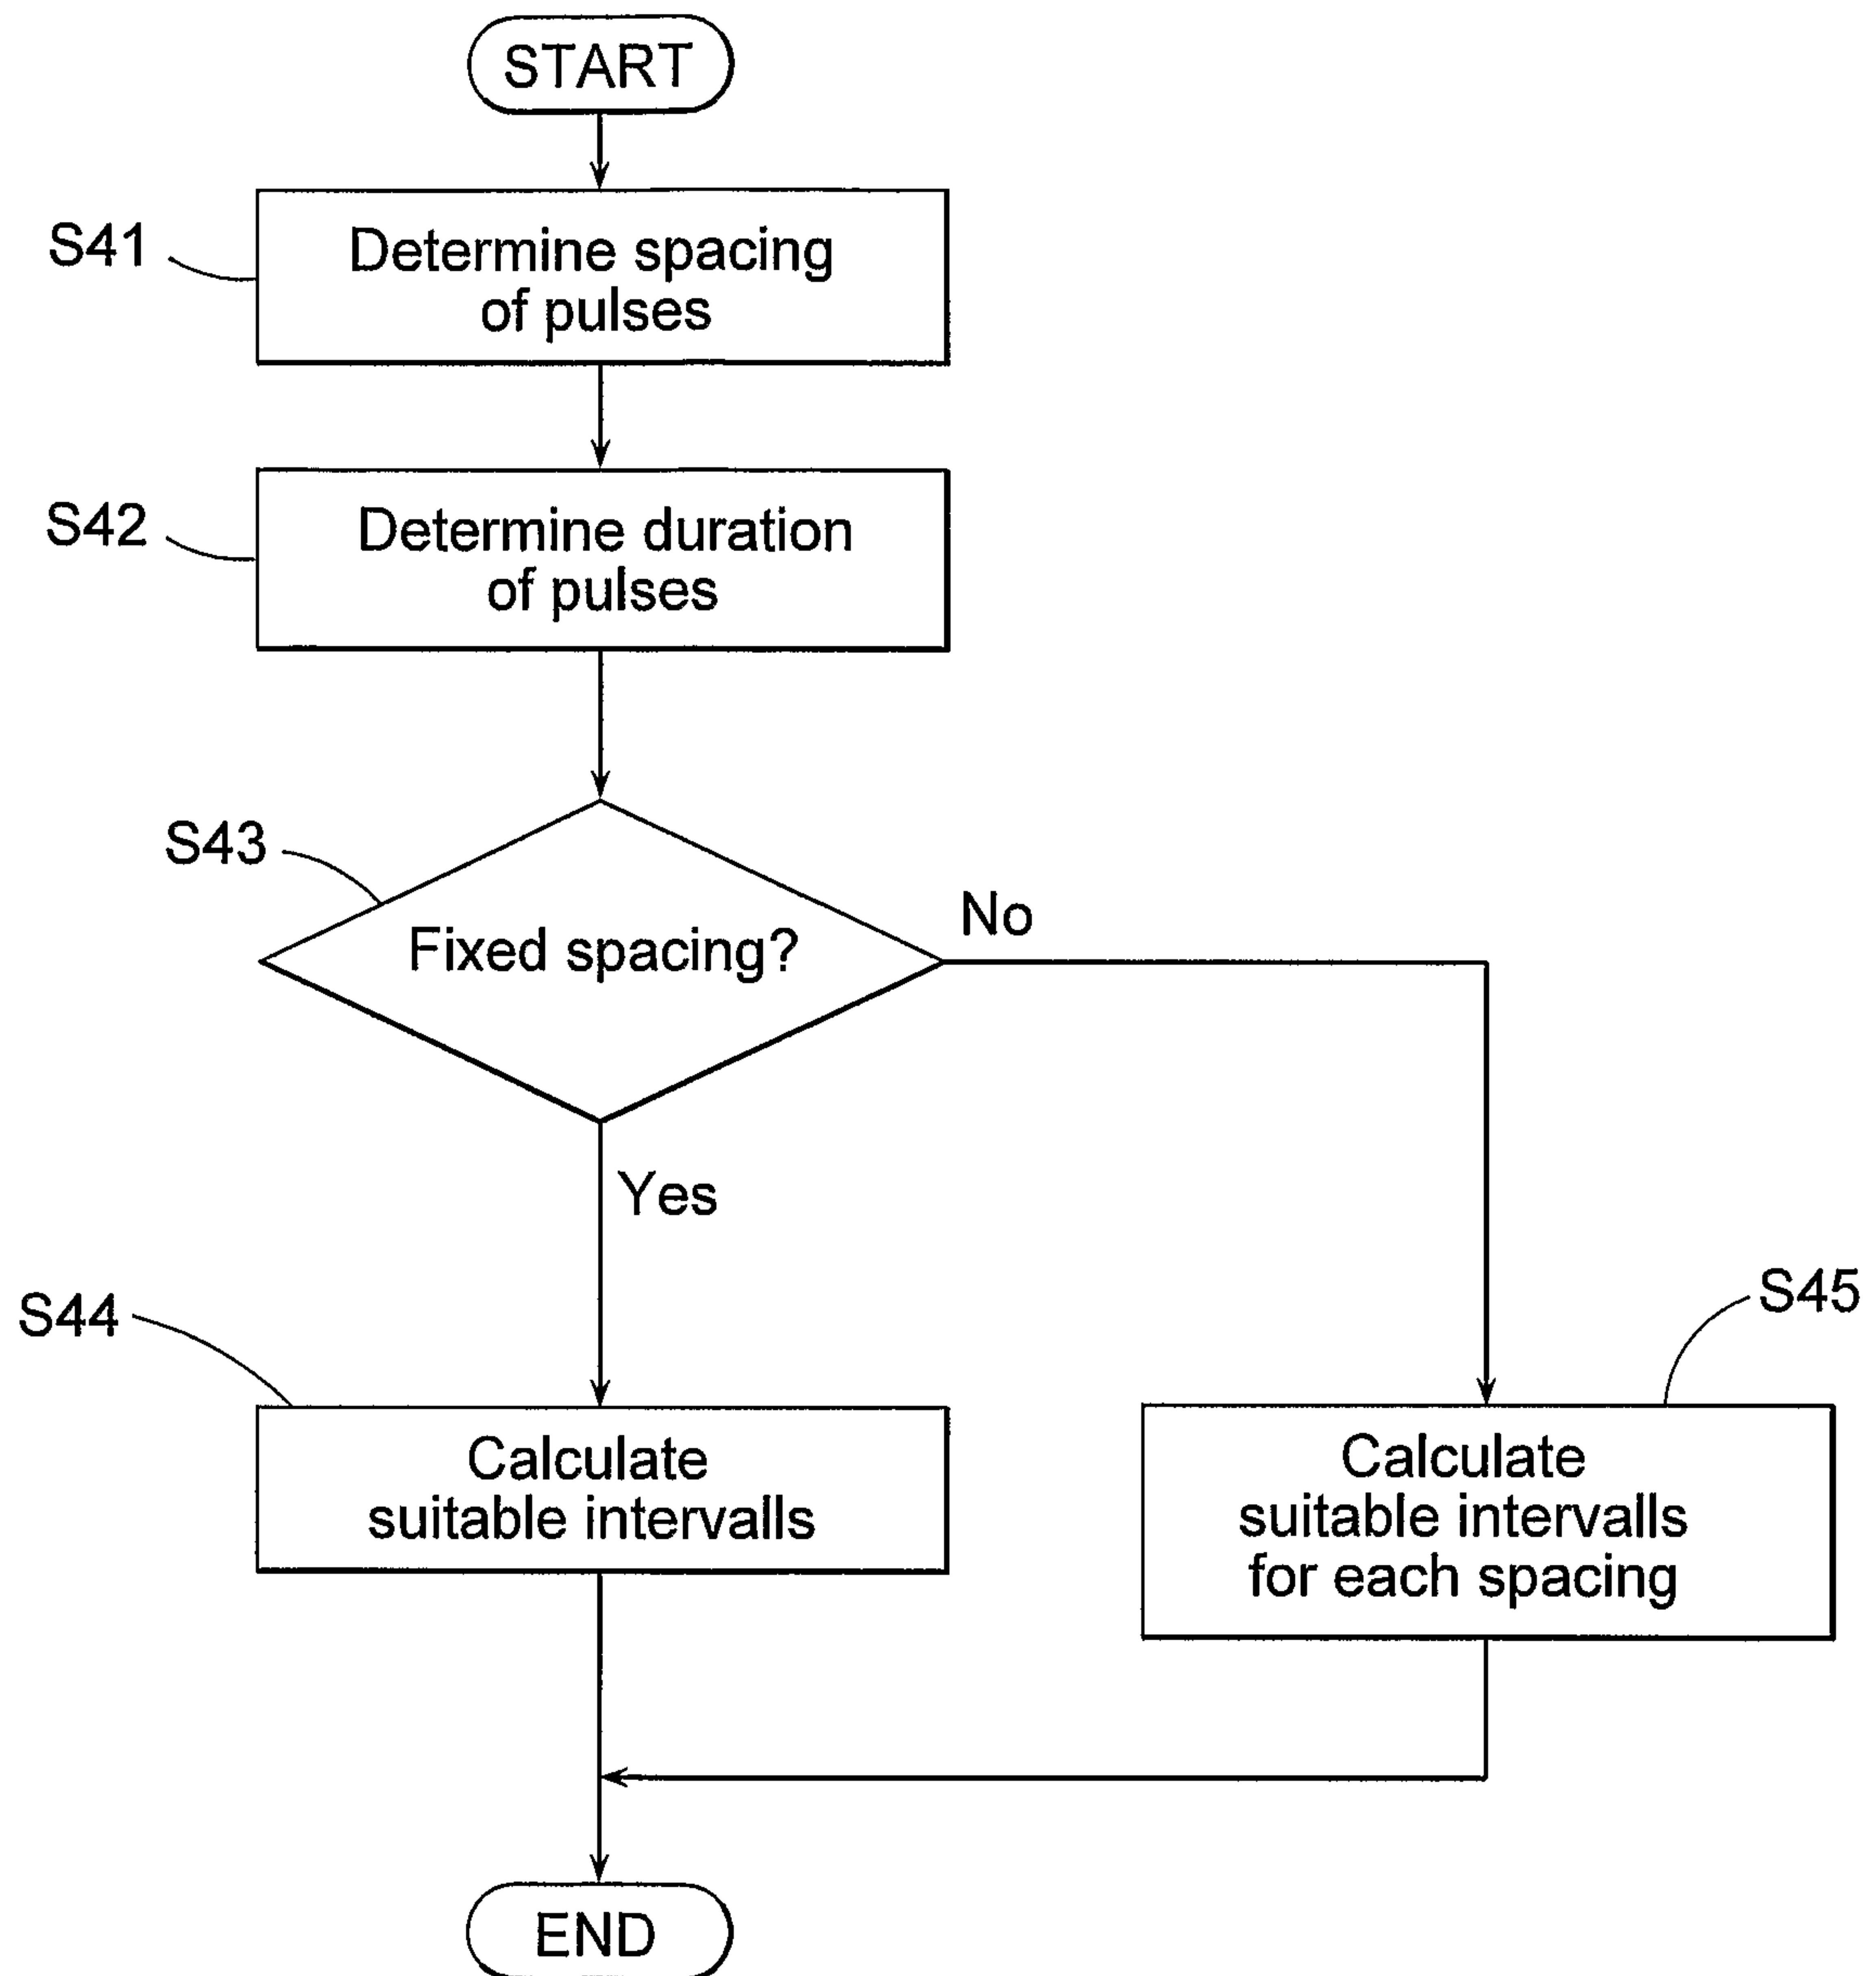 START
S41
Determine spacing
of pulses
S42
Determine duration
of pulses
S43
Fixed spacing?
No
Yes
S44
Calculate
suitable intervalls
S45
Calculate
suitable intervalls
for each spacing
END